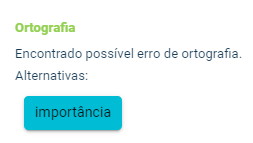 Ortografia
Encontrado possível erro de ortografia.
Alternativas:
importância